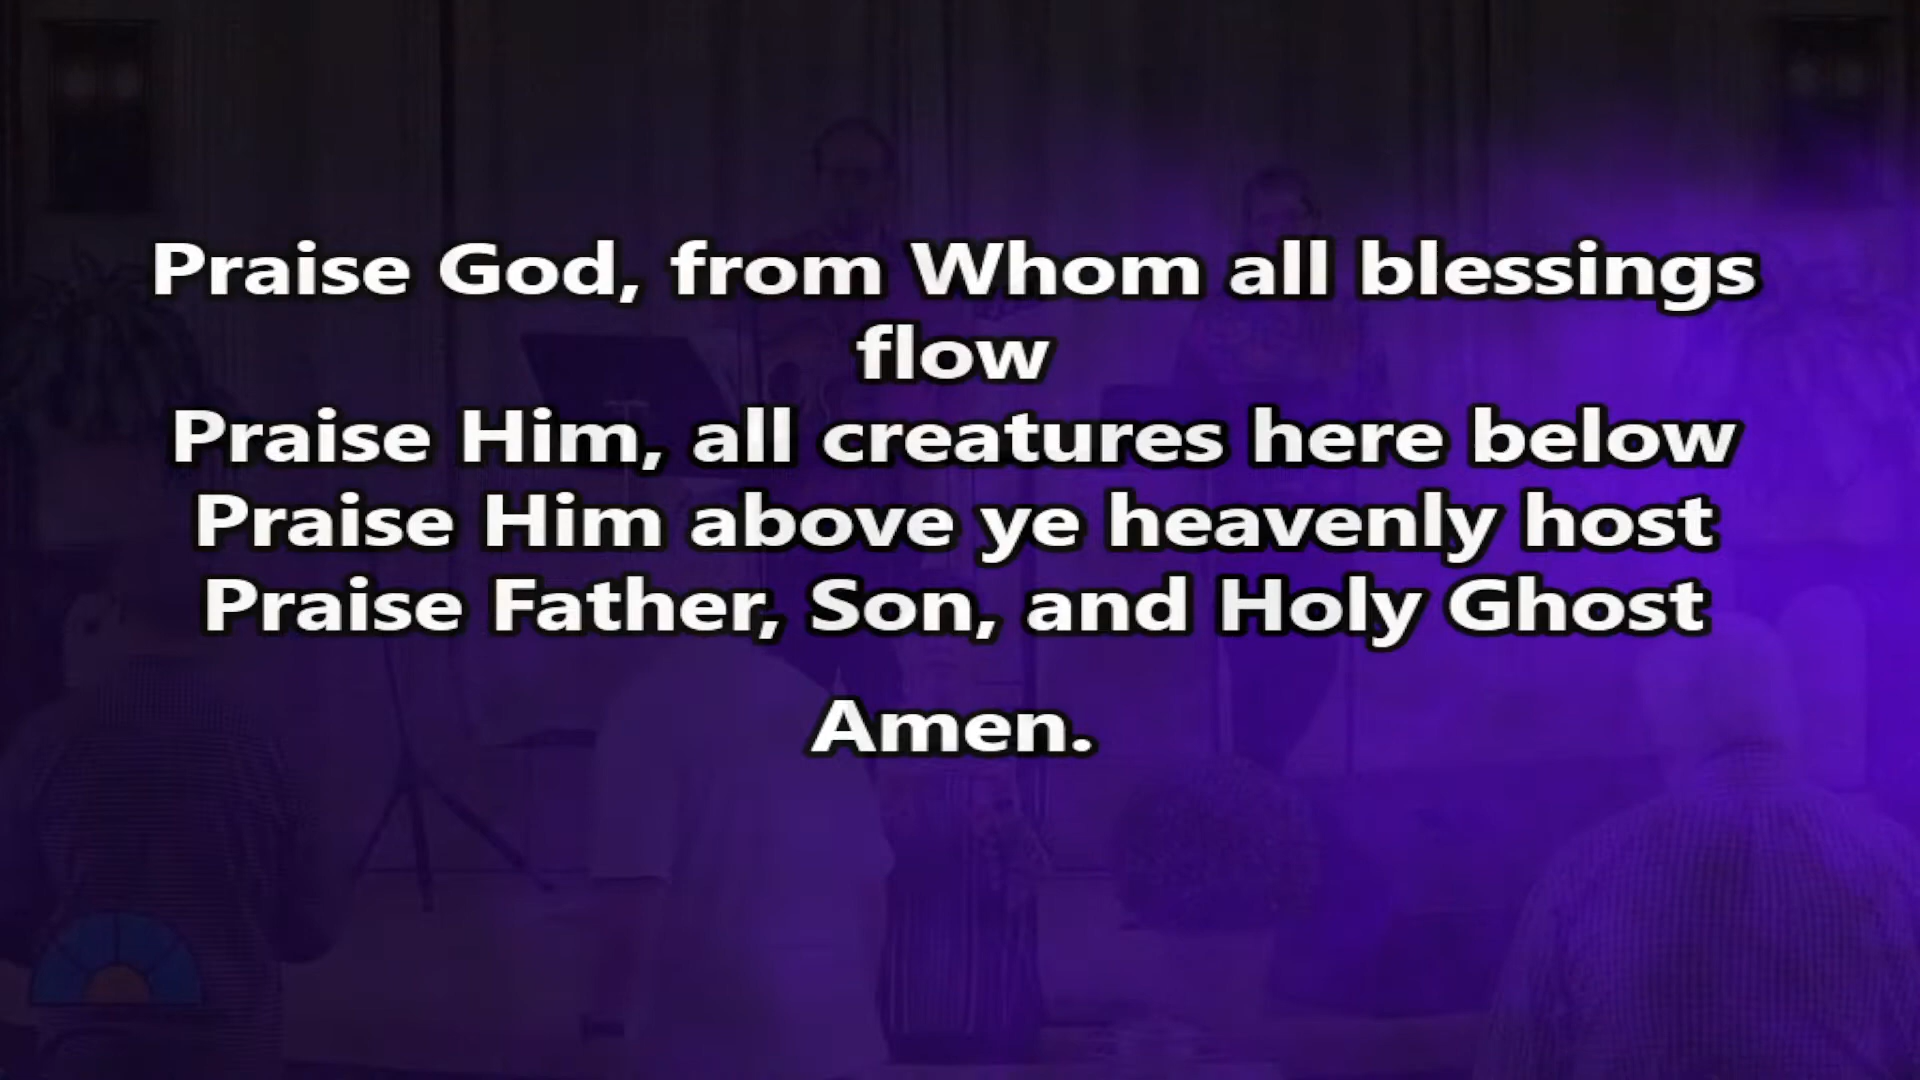 Praise God, from Whom all blessings
flow
Praise Him, all creatures here below
Praise Him above ye heavenly host
Praise Father, Son, and Holy Ghost
Amen.